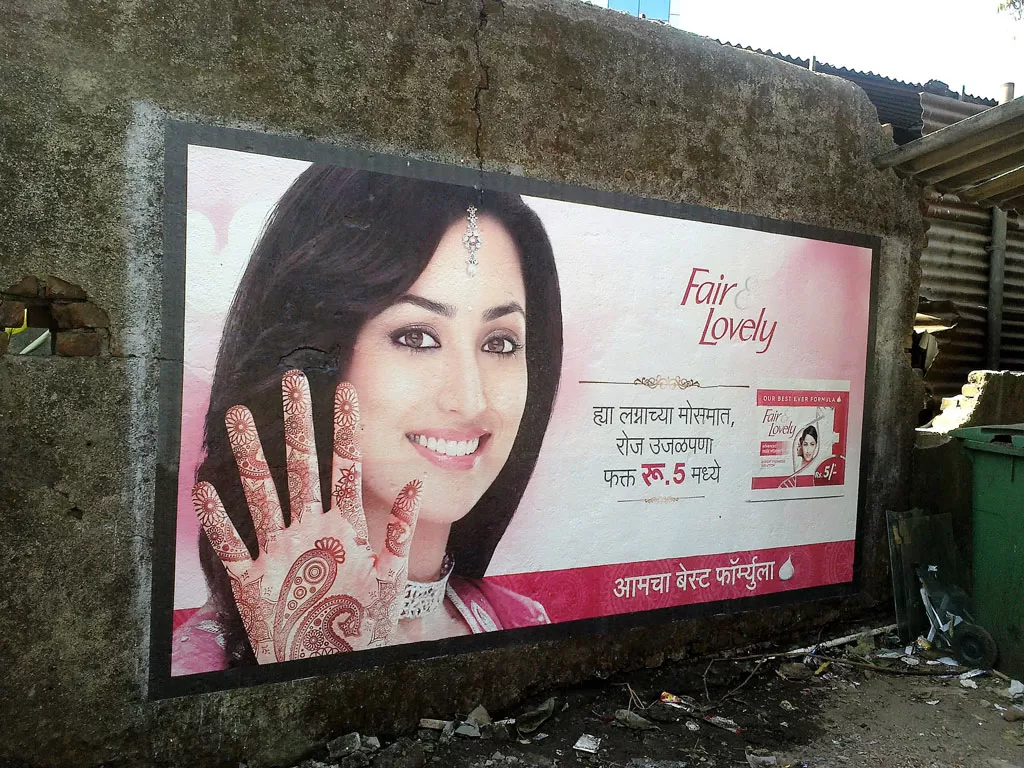 Fair &
Lovely
ह्या लग्नाच्या मोसमात,
रोज उजळपणा
फक्त रू.5 मध्ये
OUR BEST EVER FORMULA
Fair &
Lovely
Rs.5/-
आमचा बेस्ट फॉर्म्युला